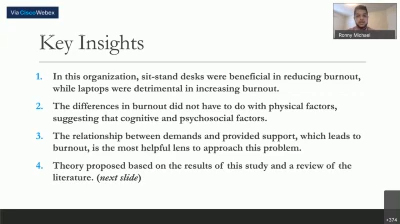 Via Cisco Webex
Ronny Micheel
Key Insights
1. In this organization, sit-stand desks were beneficial in reducing burnout,
while laptops were detrimental in increasing burnout.
2. The differences in burnout did not have to do with physical factors,
suggesting that cognitive and psychosocial factors.
3. The relationship between demands and provided support, which leads to
burnout, is the most helpful lens to approach this problem.
4. Theory proposed based on the results of this study and a review of the
literature. (next slide)
+374